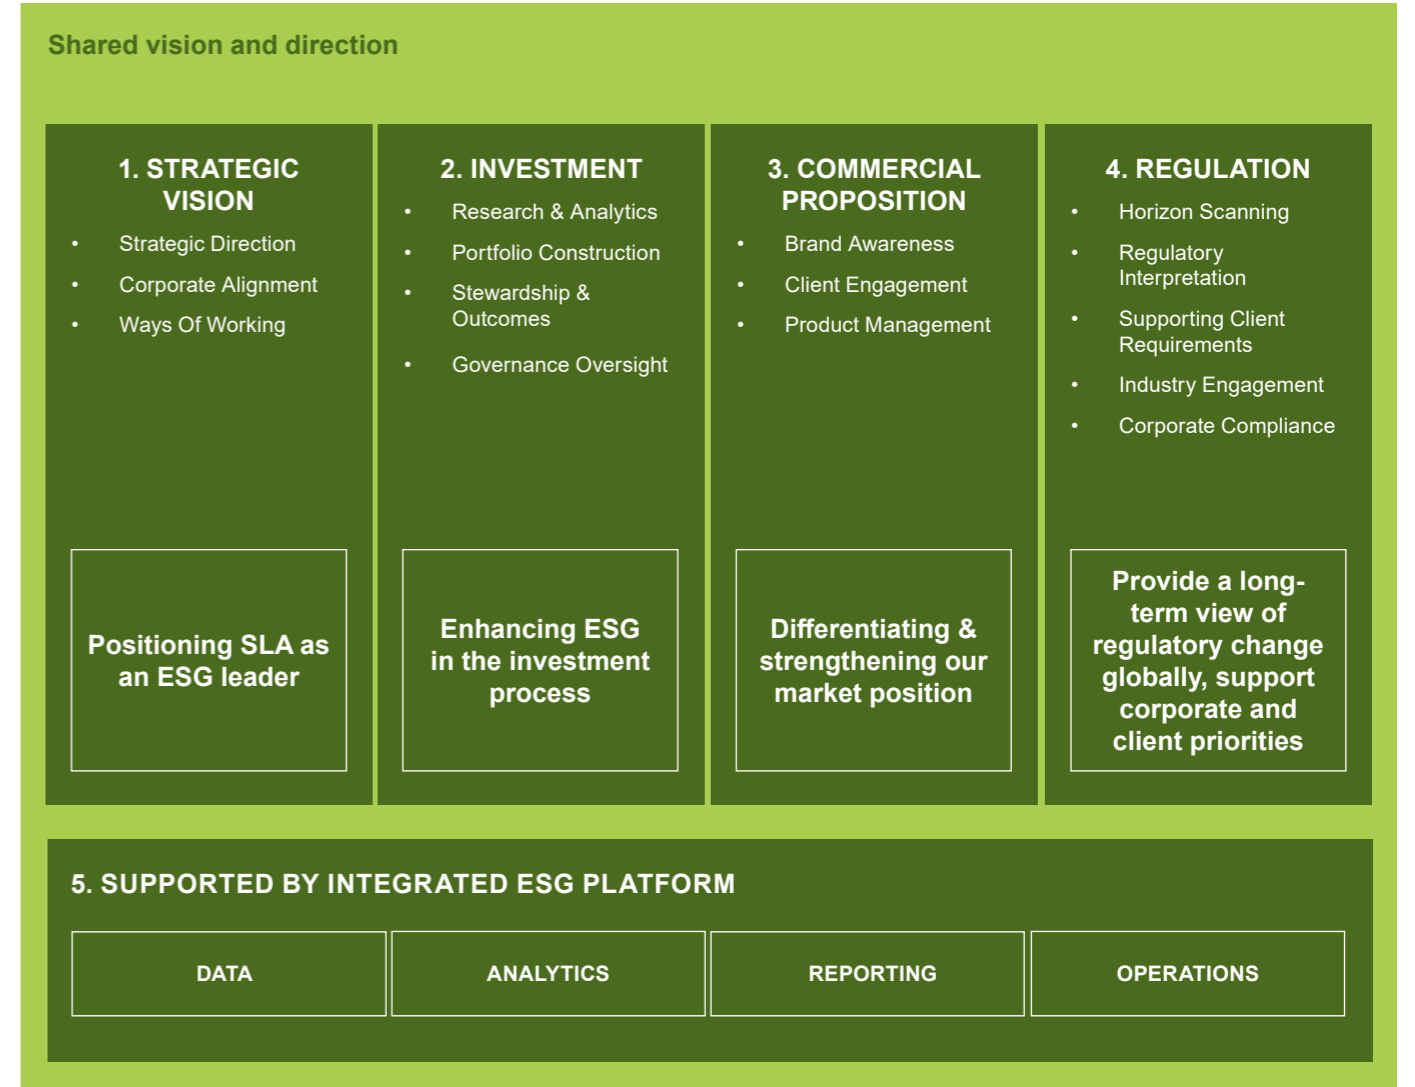 Shared vision and direction
1. STRATEGIC
VISION
• Strategic Direction
• Corporate Alignment
• Ways Of Working
Positioning SLA as
an ESG leader
2. INVESTMENT
• Research & Analytics
• Portfolio Construction
• Stewardship &
Outcomes
• Governance Oversight
Enhancing ESG
in the investment
process
3. COMMERCIAL
PROPOSITION
• Brand Awareness
• Client Engagement
• Product Management
Differentiating &
strengthening our
market position
4. REGULATION
• Horizon Scanning
• Regulatory
Interpretation
• Supporting Client
Requirements
• Industry Engagement
• Corporate Compliance
Provide a long-
term view of
regulatory change
globally, support
corporate and
client priorities
5. SUPPORTED BY INTEGRATED ESG PLATFORM
DATA
ANALYTICS
REPORTING
OPERATIONS